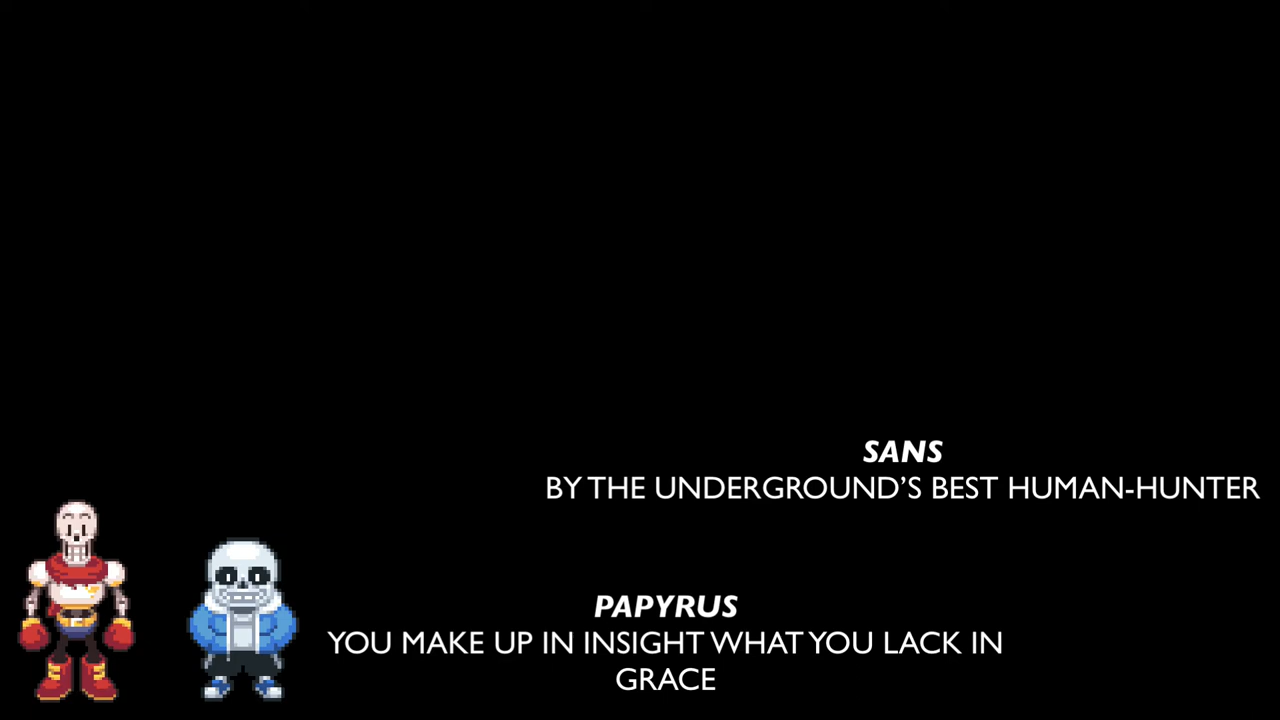 SANS
BY THE UNDERGROUND’S BEST HUMAN-HUNTER
PAPYRUS
YOU MAKE UP IN INSIGHT WHAT YOU LACK IN
GRACE